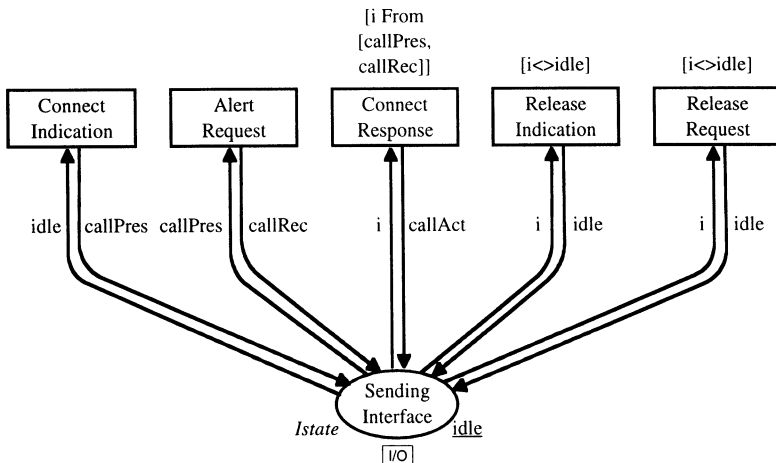 [i From
[callPres,
callRec]]
[i<>idle]
[i<>idle]
Connect
Indication
Alert
Request
Connect
Response
Release
Indication
Release
Request
idle
callPres
callPres
callRec
i
callAct
i
idle
i
idle
Sending
Interface
Istate
idle
I/O